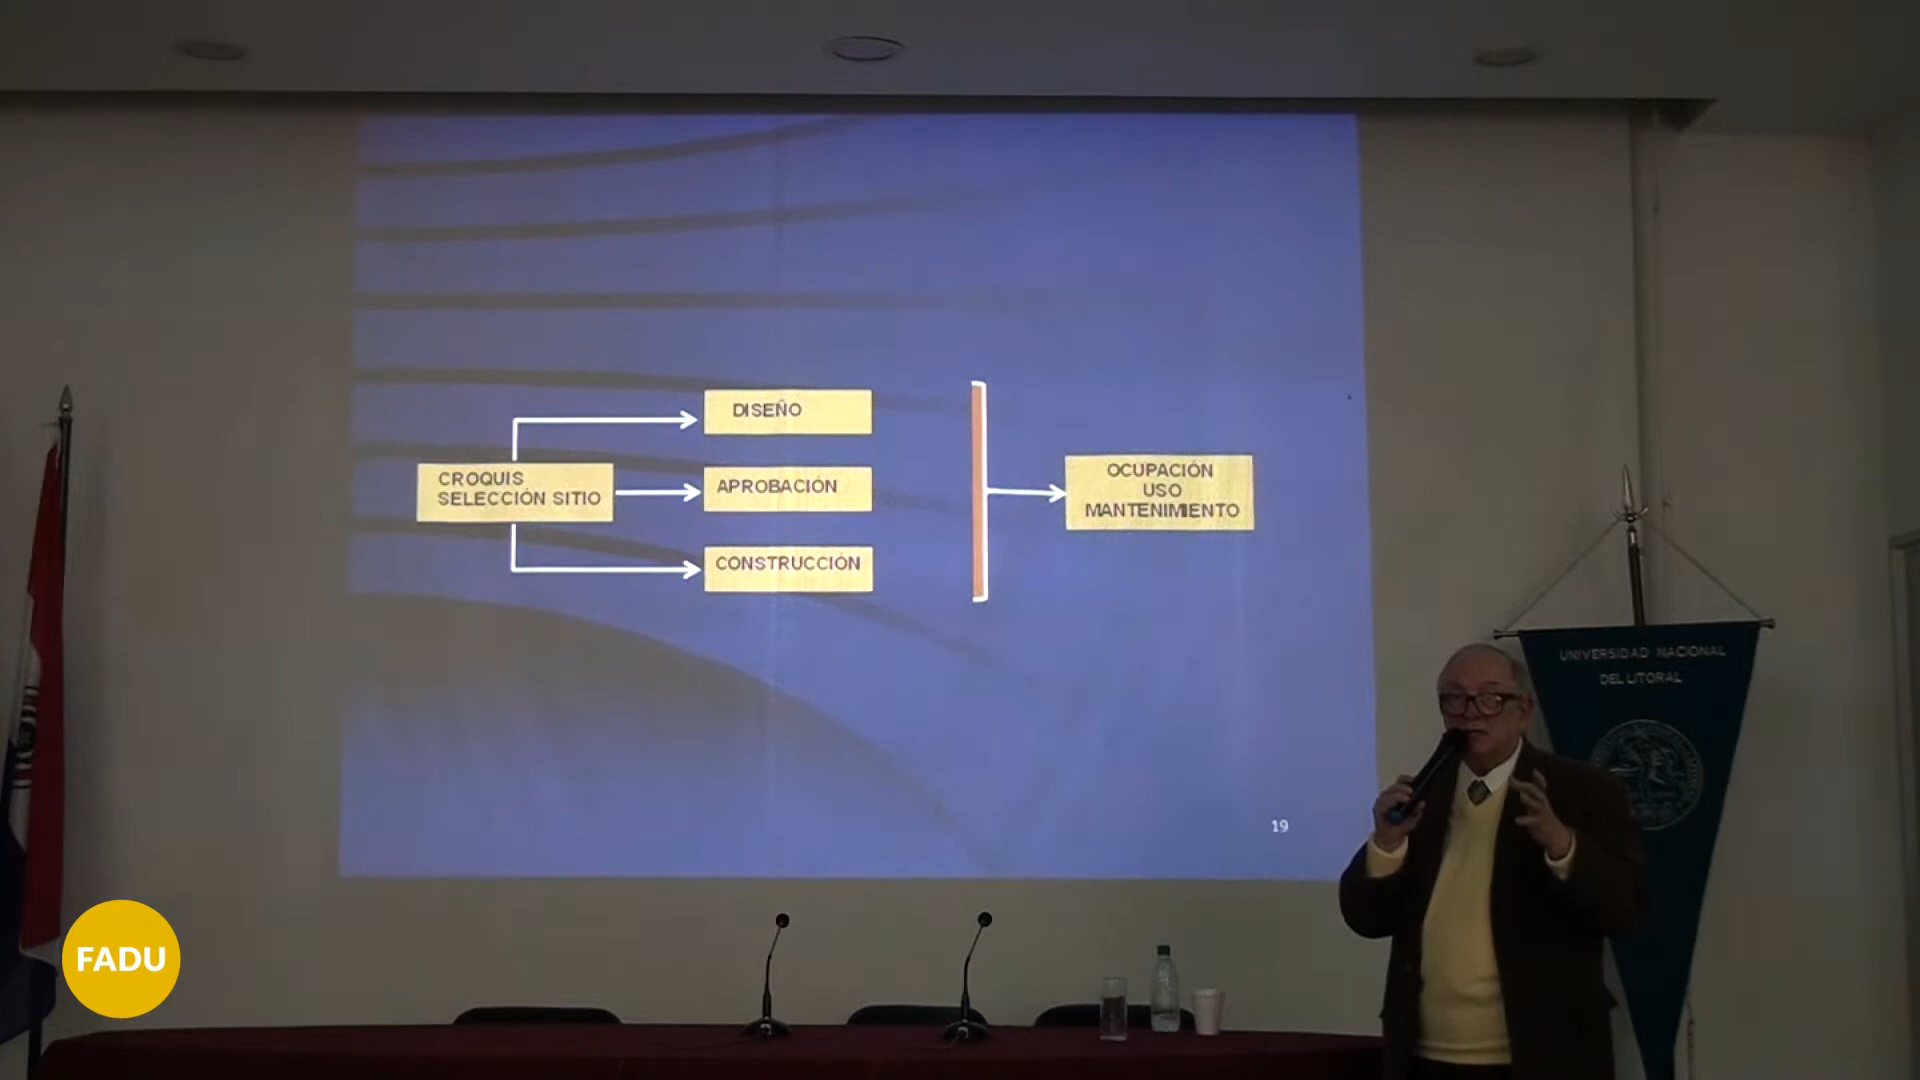 DISEÑO
CROQUIS
SELECCIÓN SITIO
APROBACIÓN
CONSTRUCCIÓN
OCUPACIÓN
USO
MANTENIMIENTO
19
UNIVERSIDAD NACIONAL
DEL LITORAL
FADU